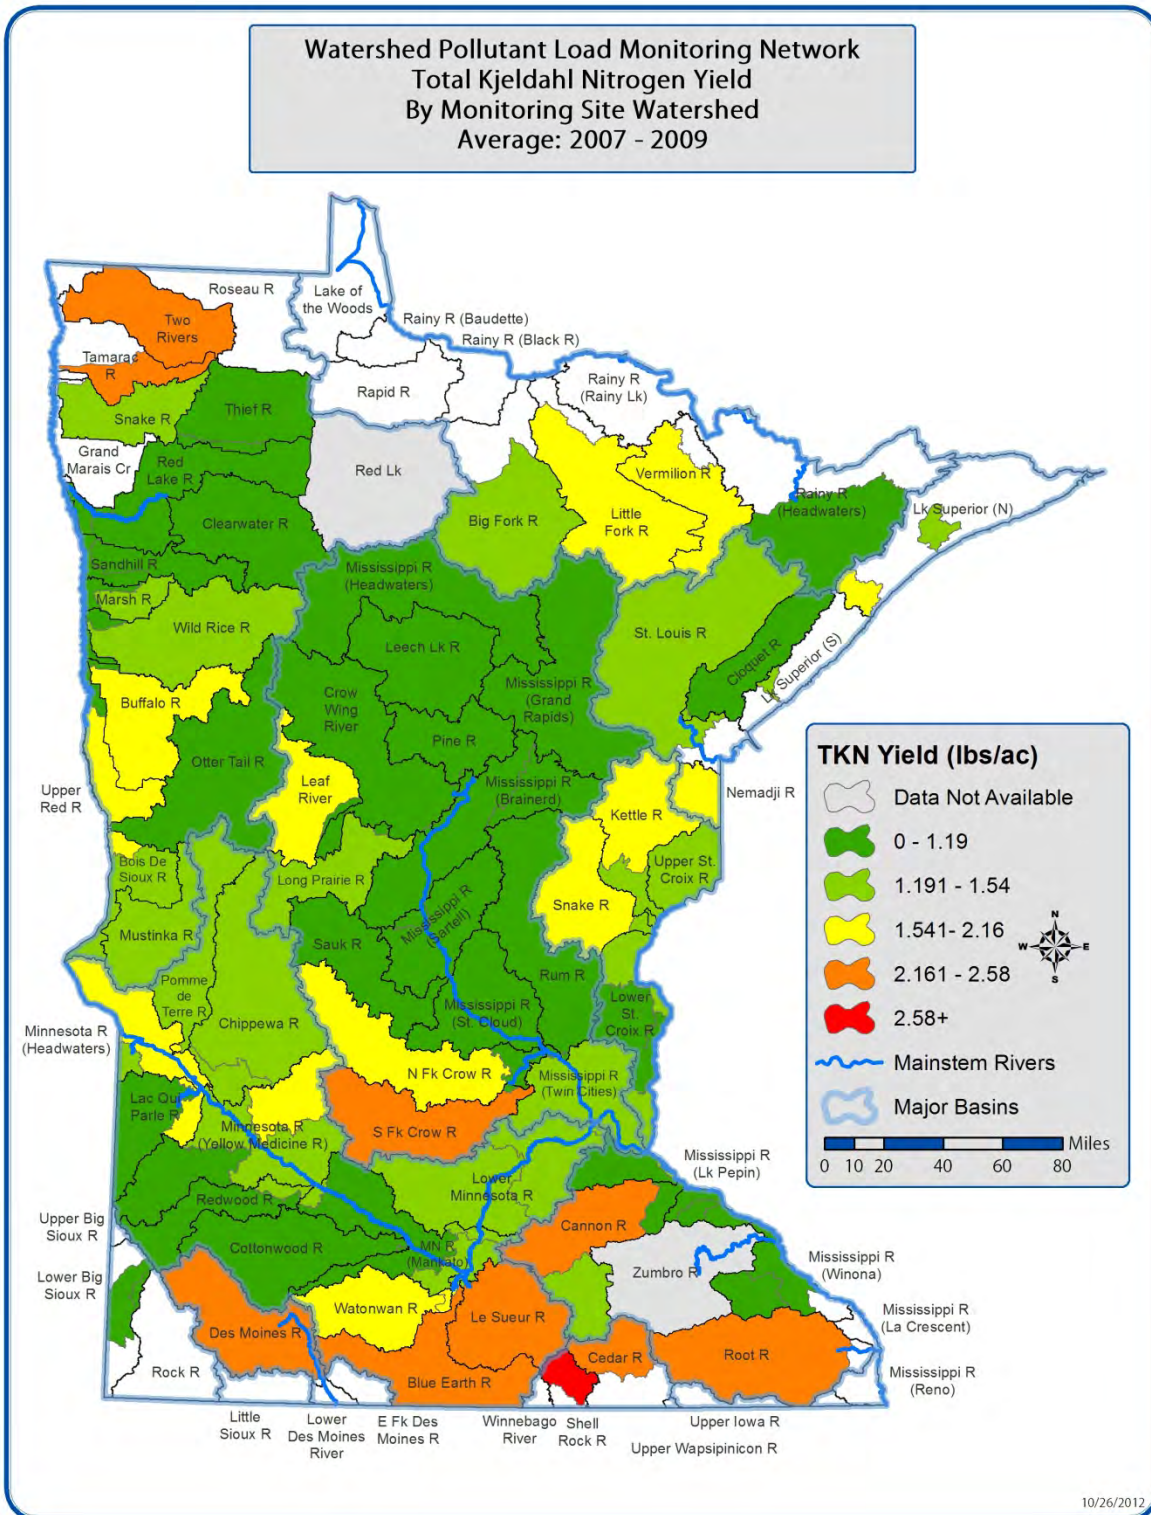 Watershed Pollutant Load Monitoring Network
Total Kjeldahl Nitrogen Yield
By Monitoring Site Watershed
Average: 2007 - 2009
Roseau R
Lake of
the Woods
Two
Rivers
Rainy R (Baudette)
Rainy R (Black R)
Tamarac
R
Rapid R
Rainy R
(Rainy Lk)
Snake R
Thief R
Grand
Marais Cr
Red
Lake R
Red Lk
Vermilion R
Rainy R
(Headwaters)
Lk Superior (N)
Clearwater R
Big Fork R
Little
Fork R
Sandhill R
Mississippi R
(Headwaters)
Marsh R
Wild Rice R
St. Louis R
Leech Lk R
Cloquet R
Lk Superior (S)
Buffalo R
Crow
Wing
River
Mississippi R
(Grand
Rapids)
Pine R
Otter Tail R
Upper
Red R
Leaf
River
Mississippi R
(Brainerd)
Nemadji R
Kettle R
Bois De
Sioux R
Long Prairie R
Upper St.
Croix R
Mustinka R
Sauk R
Mississippi R
(Sartell)
Snake R
Rum R
Pomme
de
Terre R
Chippewa R
Mississippi R
(St. Cloud)
Lower
St.
Croix R
Minnesota R
(Headwaters)
N Fk Crow R
Mississippi R
(Twin Cities)
Lac Qui
Parle R
Minnesota R
(Yellow Medicine R)
S Fk Crow R
Mississippi R
(Lk Pepin)
Redwood R
Lower
Minnesota R
Upper Big
Sioux R
Cottonwood R
MN R
(Mankato)
Cannon R
Zumbro R
Mississippi R
(Winona)
Lower Big
Sioux R
Watonwan R
Le Sueur R
Mississippi R
(La Crescent)
Des Moines R
Cedar R
Root R
Rock R
Blue Earth R
Mississippi R
(Reno)
Little
Sioux R
Lower
Des Moines
River
E Fk Des
Moines R
Winnebago
River
Shell
Rock R
Upper Iowa R
Upper Wapsipinicon R
TKN Yield (lbs/ac)
Data Not Available
0 - 1.19
1.191 - 1.54
1.541- 2.16
2.161 - 2.58
2.58+
Mainstem Rivers
Major Basins
N
W E
S
Miles
0 10 20 40 60 80
10/26/2012